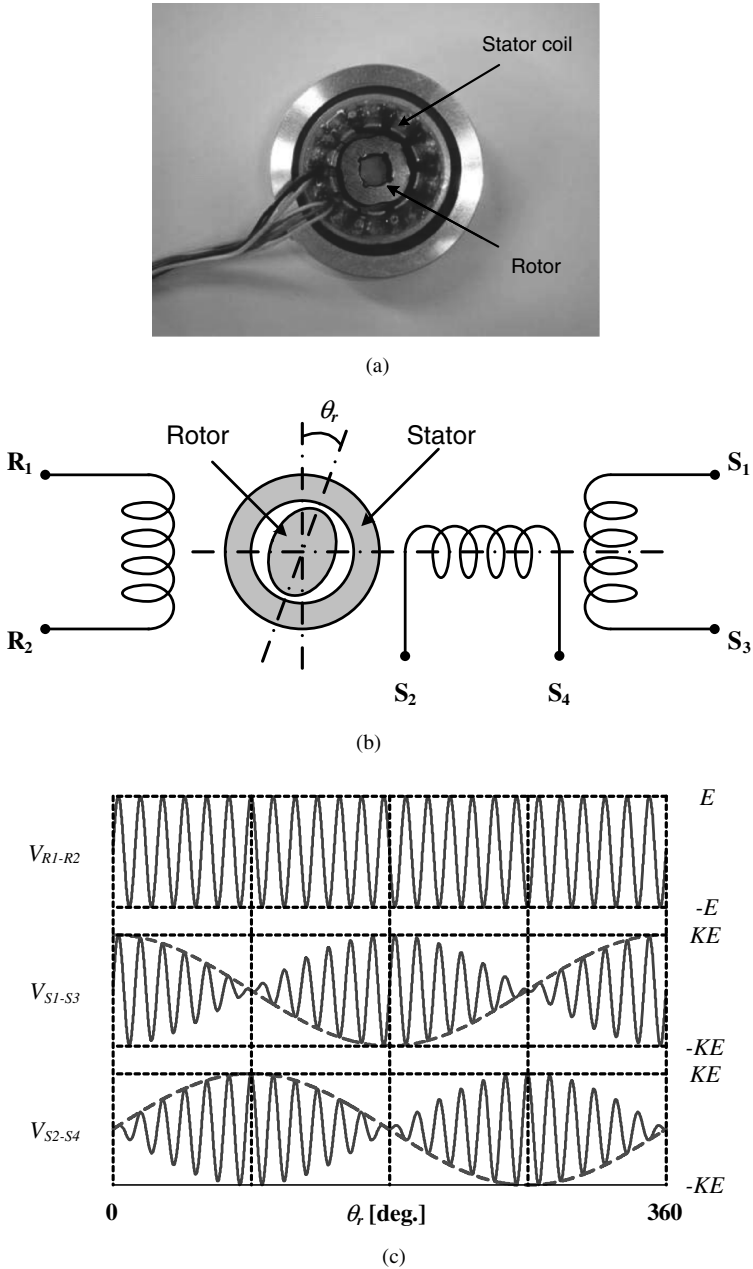 Stator coil
Rotor
(a)
θr
Rotor
Stator
R1
S1
R2
S3
S2
S4
(b)
E
VR1-R2
-E
KE
VS1-S3
-KE
KE
VS2-S4
-KE
0
θr [deg.]
360
(c)